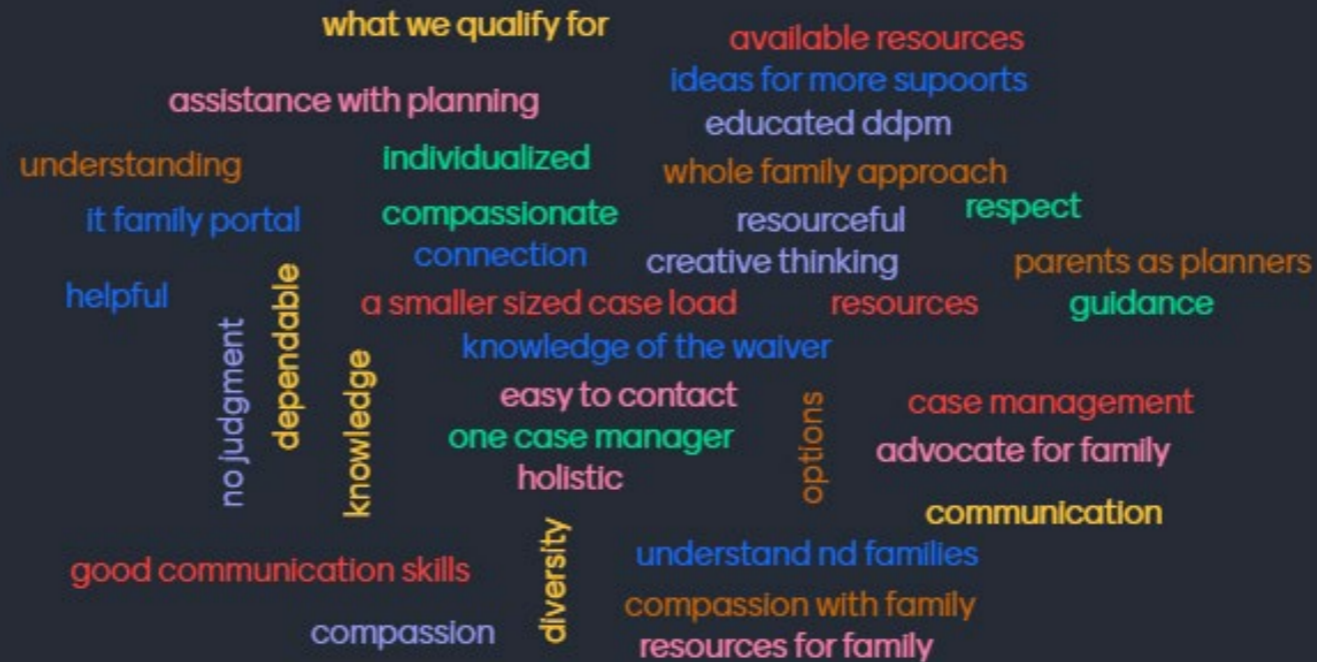 what we qualify for
available resources
ideas for more supoorts
assistance with planning
educated ddpm
understanding
individualized
whole family approach
it family portal
compassionate
resourceful
respect
connection
creative thinking
parents as planners
helpful
dependable
a smaller sized case load
resources
guidance
no judgment
knowledge
knowledge of the waiver
easy to contact
options
case management
one case manager
advocate for family
holistic
communication
good communication skills
diversity
understand nd families
compassion with family
compassion
resources for family